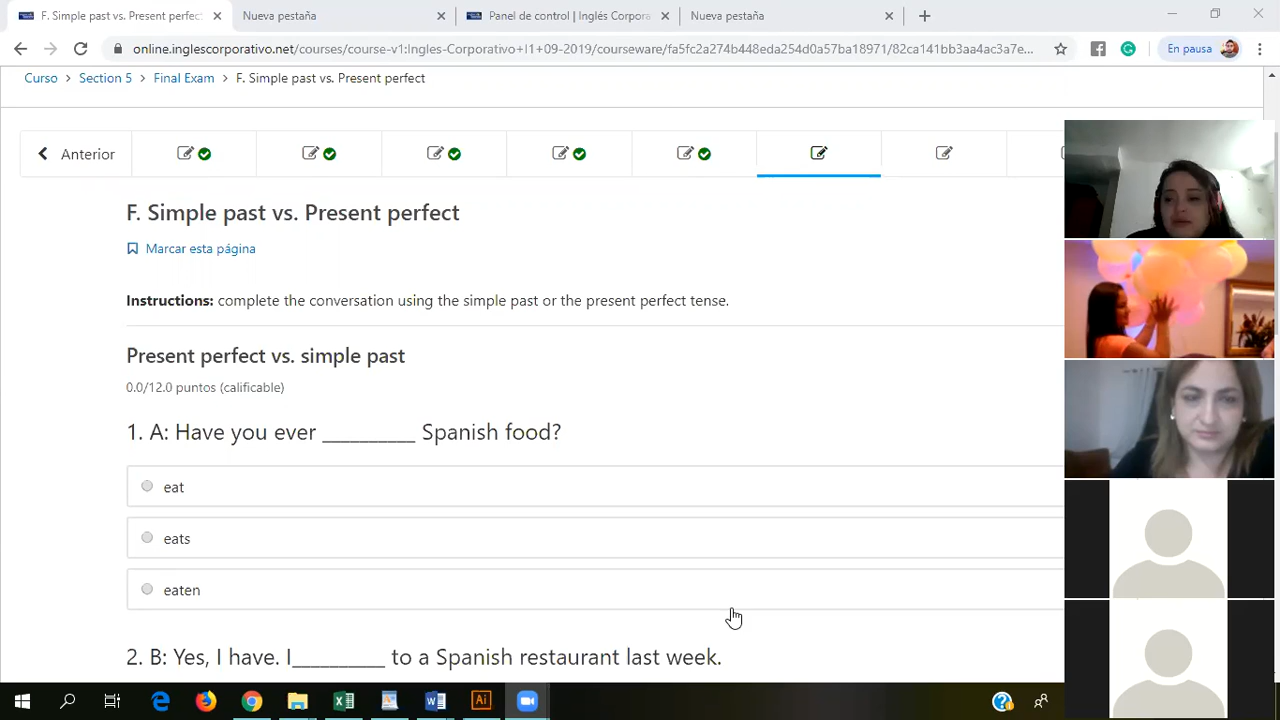 F. Simple past vs. Present perfect
Nueva pestaña
Panel de control | Inglés Corpora
Nueva pestaña
online.inglescorporativo.net/courses/course-v1:Ingles-Corporativo+I1+09-2019/courseware/fa5fc2a274b448eda254d0a57ba18971/82ca141bb3aa4ac3a7e...
En pausa
Curso > Section 5 > Final Exam > F. Simple past vs. Present perfect
Anterior
F. Simple past vs. Present perfect
Marcar esta página
Instructions: complete the conversation using the simple past or the present perfect tense.
Present perfect vs. simple past
0.0/12.0 puntos (calificable)
1. A: Have you ever __________ Spanish food?
eat
eats
eaten
2. B: Yes, I have. I__________ to a Spanish restaurant last week.